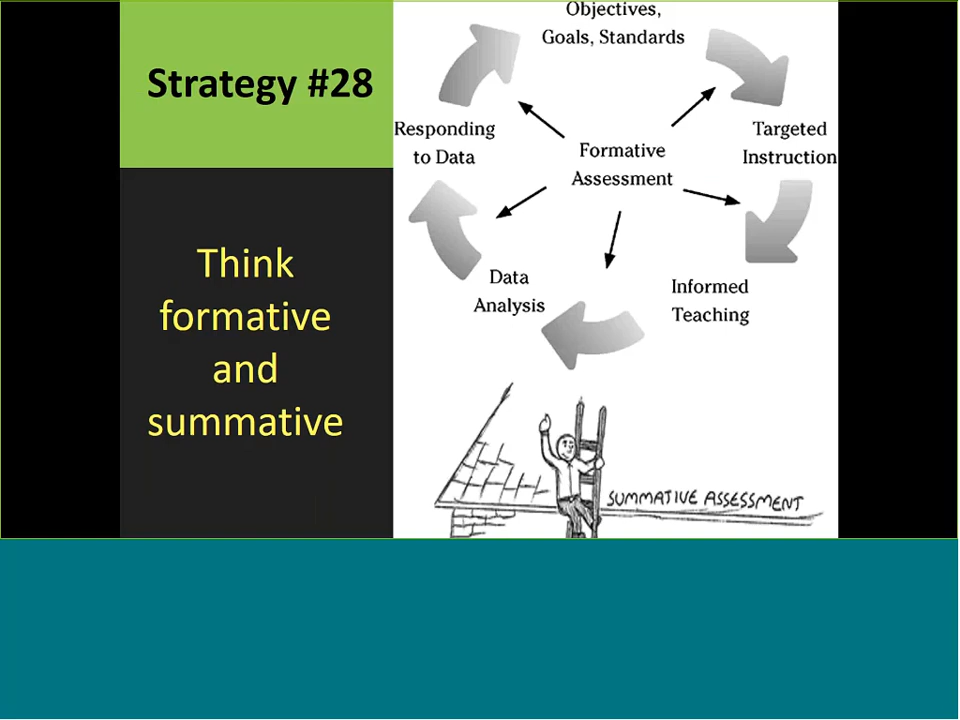 Strategy #28
Think
formative
and
summative
Objectives,
Goals, Standards
Targeted
Instruction
Informed
Teaching
Data
Analysis
Responding
to Data
Formative
Assessment
SUMMATIVE ASSESSMENT